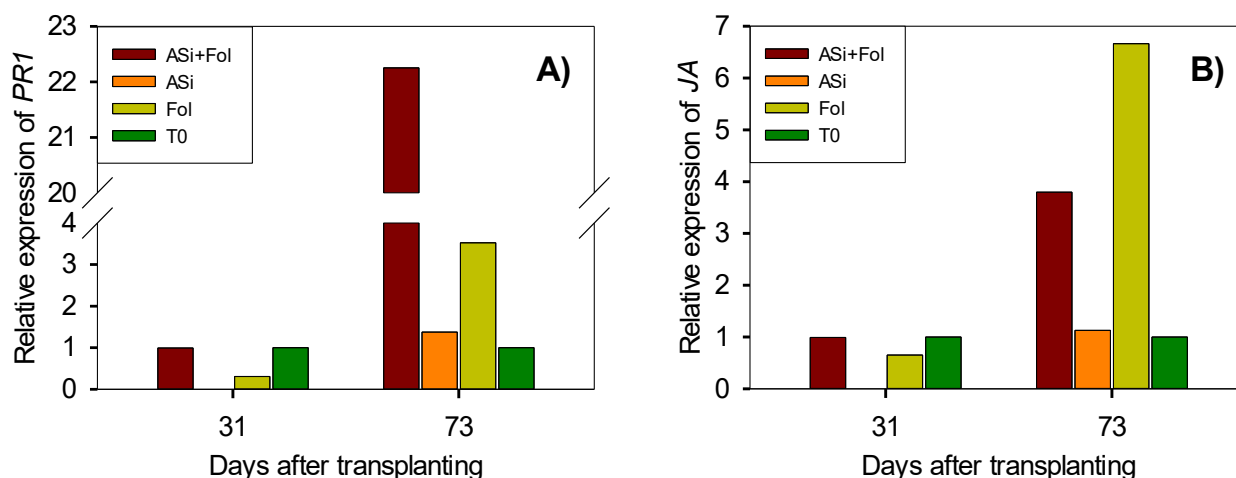 Relative expression of PR1
23
22
21
20
4
3
2
1
0
ASi+Fol
ASi
Fol
T0
A)
31
73
Days after transplanting
Relative expression of JA
7
6
5
4
3
2
1
0
ASi+Fol
ASi
Fol
T0
B)
31
73
Days after transplanting